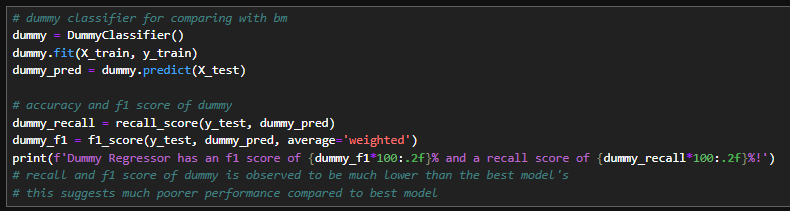 # dummy classifier for comparing with bm
dummy = DummyClassifier()
dummy.fit(X_train, y_train)
dummy_pred = dummy.predict(X_test)
# accuracy and f1 score of dummy
dummy_recall = recall_score(y_test, dummy_pred)
dummy_f1 = f1_score(y_test, dummy_pred, average='weighted')
print(f'Dummy Regressor has an f1 score of {dummy_f1*100:.2f}% and a recall score of {dummy_recall*100:.2f}%!')
# recall and f1 score of dummy is observed to be much lower than the best model's
# this suggests much poorer performance compared to best model